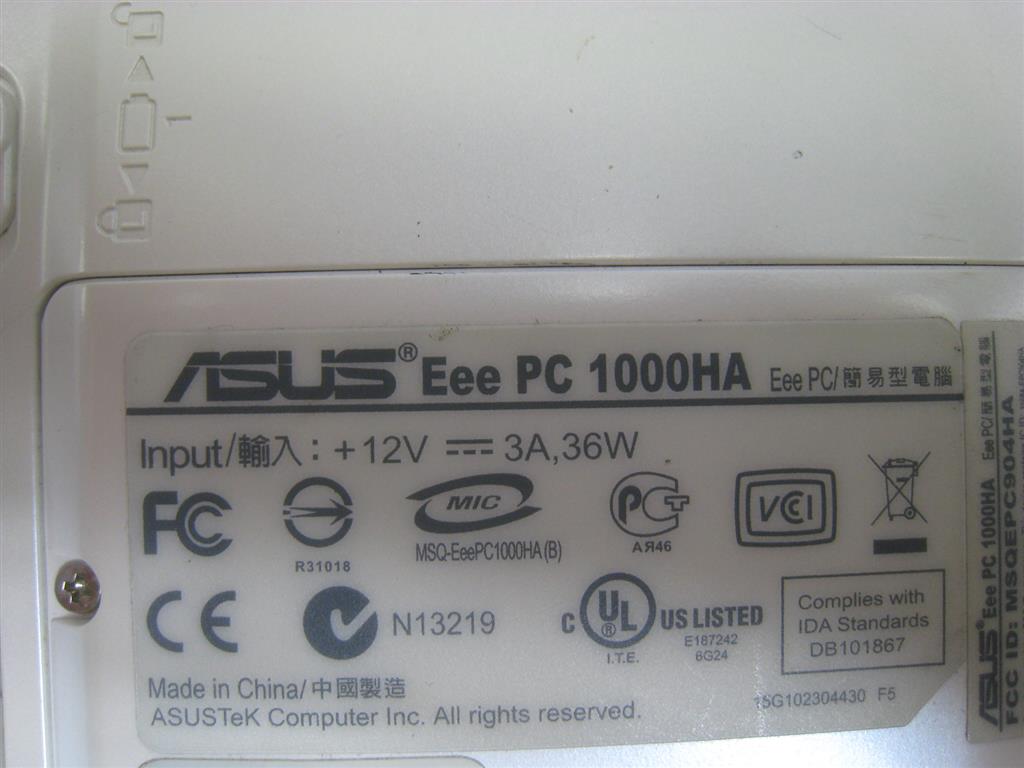 1
ASUS® Eee PC 1000HA Eee PC/簡易型電腦
Input/輸入: +12V ⎓ 3A,36W
FC
R31018
MIC
MSQ-EeePC1000HA(B)
PCT
АЯ46
VCCI
CE
N13219
C UL® US LISTED
I.T.E.
E187242
6G24
Complies with
IDA Standards
DB101867
Made in China/中國製造
ASUSTeK Computer Inc. All rights reserved.
15G102304430 F5
ASUS® Eee PC 1000HA Eee PC/簡易型電腦
FCC ID: MSQEPC904HA